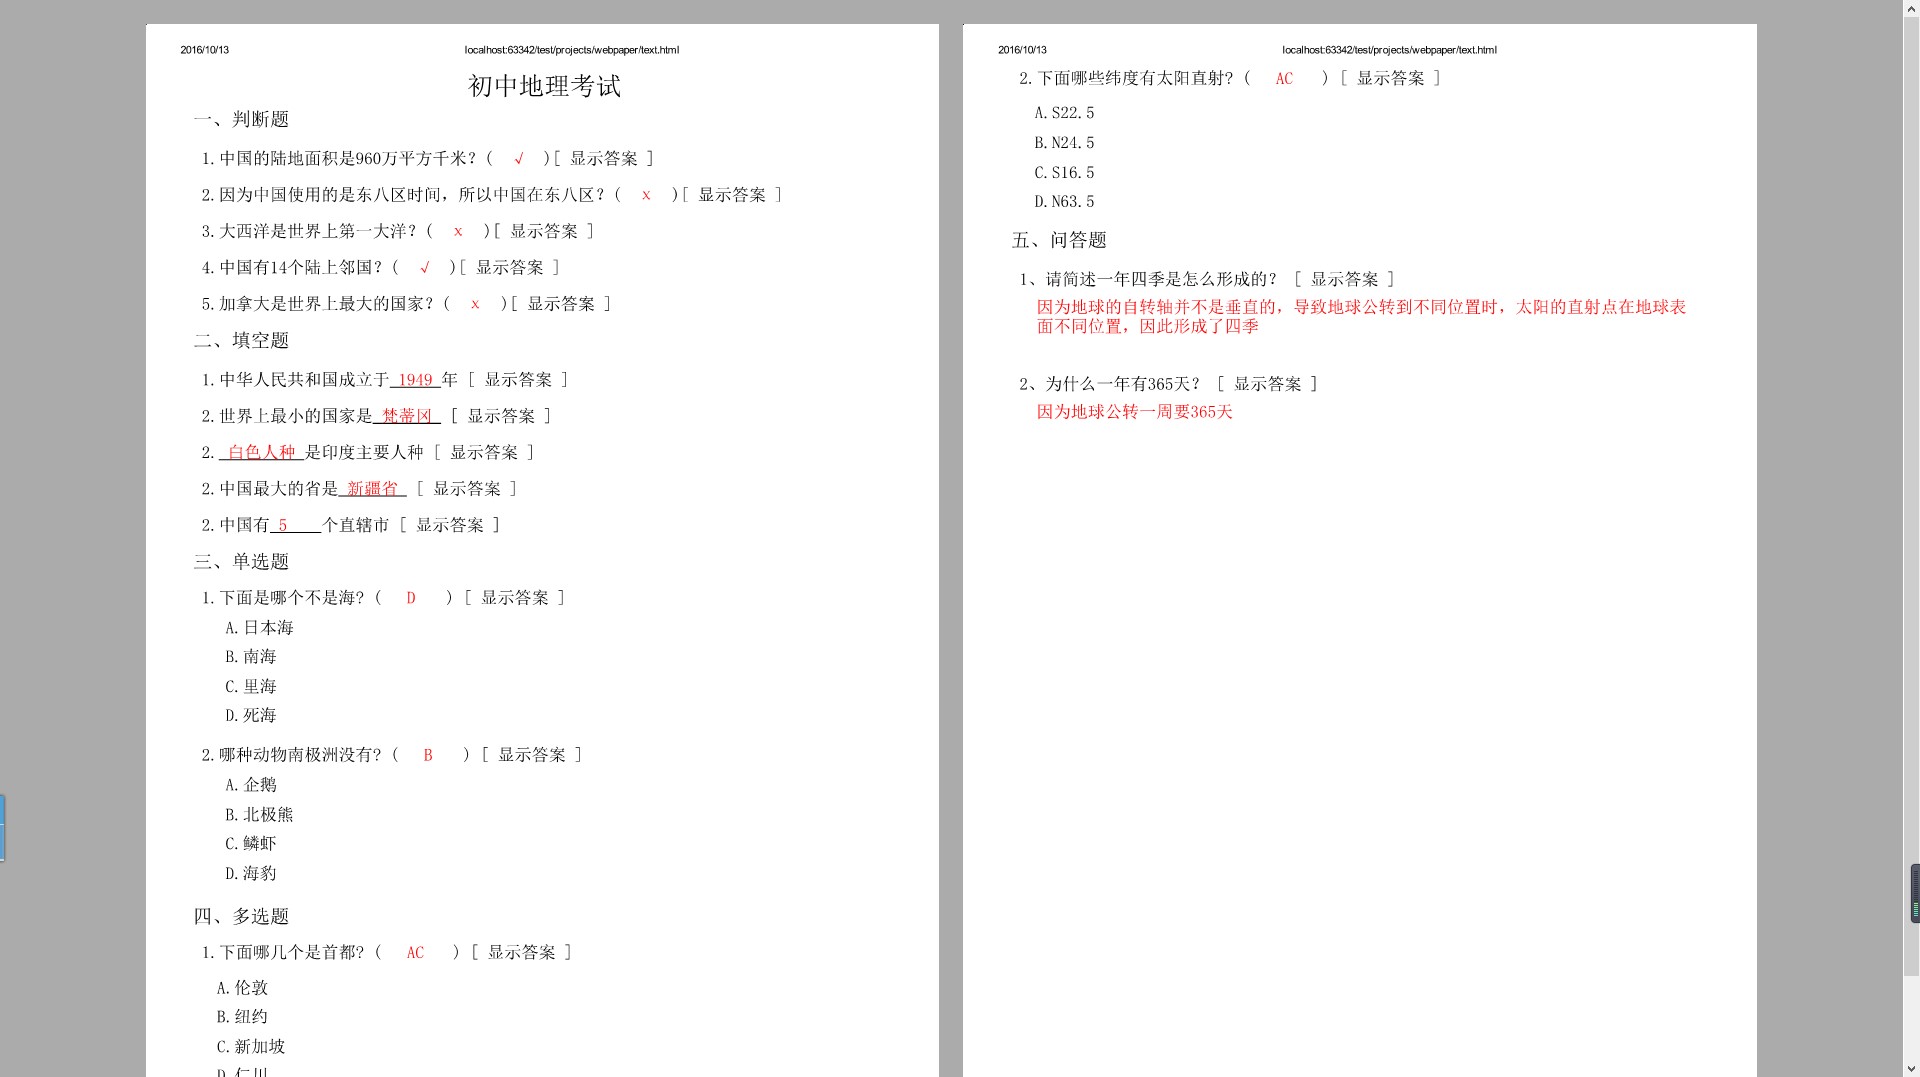 2016/10/13 localhost:63342/test/projects/webpaper/text.html
初中地理考试
一、判断题
1.中国的陆地面积是960万平方千米？( √ )[ 显示答案 ]
2.因为中国使用的是东八区时间，所以中国在东八区？( x )[ 显示答案 ]
3.大西洋是世界上第一大洋？( x )[ 显示答案 ]
4.中国有14个陆上邻国？( √ )[ 显示答案 ]
5.加拿大是世界上最大的国家？( x )[ 显示答案 ]
二、填空题
1.中华人民共和国成立于 1949 年 [ 显示答案 ]
2.世界上最小的国家是 梵蒂冈 [ 显示答案 ]
2. 白色人种 是印度主要人种 [ 显示答案 ]
2.中国最大的省是 新疆省 [ 显示答案 ]
2.中国有 5 个直辖市 [ 显示答案 ]
三、单选题
1.下面是哪个不是海？( D ) [ 显示答案 ]
A.日本海
B.南海
C.里海
D.死海
2.哪种动物南极洲没有？( B ) [ 显示答案 ]
A.企鹅
B.北极熊
C.鳞虾
D.海豹
四、多选题
1.下面哪几个是首都？( AC ) [ 显示答案 ]
A.伦敦
B.纽约
C.新加坡
D.仁川
2016/10/13 localhost:63342/test/projects/webpaper/text.html
2.下面哪些纬度有太阳直射？( AC ) [ 显示答案 ]
A.S22.5
B.N24.5
C.S16.5
D.N63.5
五、问答题
1、请简述一年四季是怎么形成的？ [ 显示答案 ]
因为地球的自转轴并不是垂直的，导致地球公转到不同位置时，太阳的直射点在地球表
面不同位置，因此形成了四季
2、为什么一年有365天？ [ 显示答案 ]
因为地球公转一周要365天